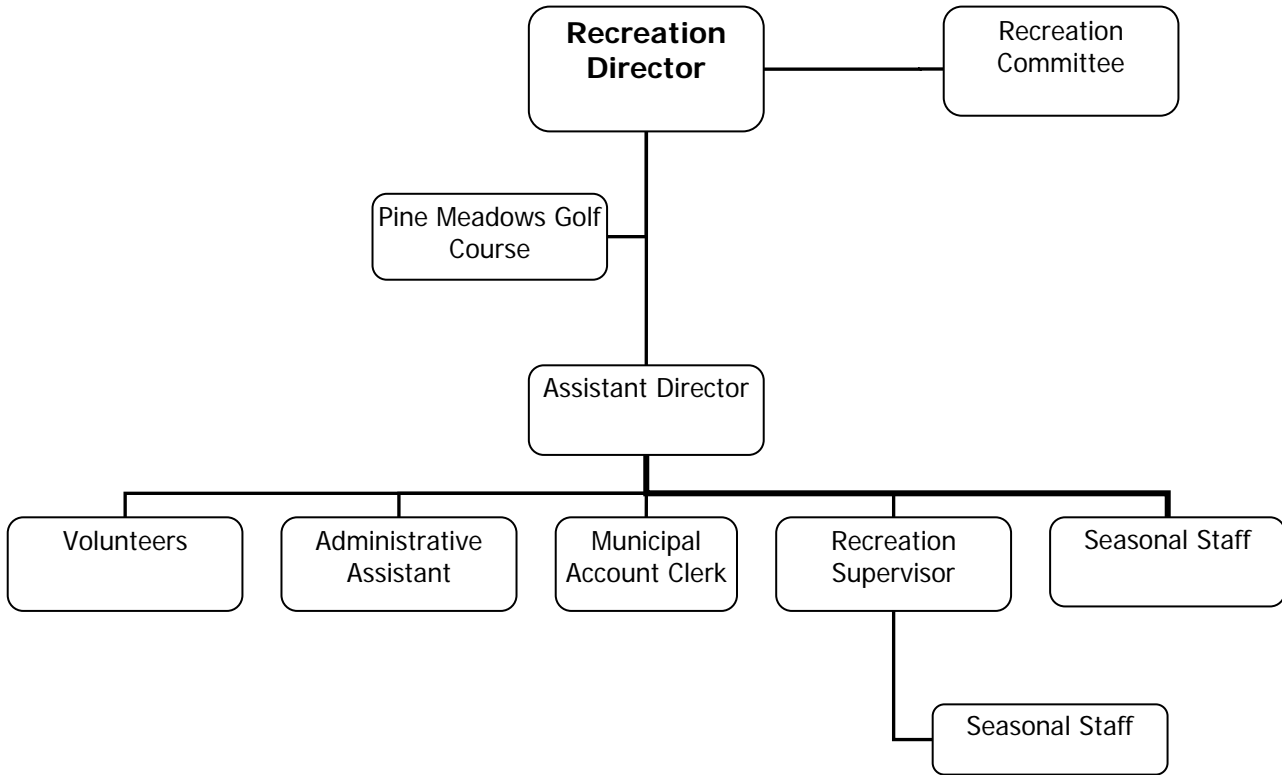 Recreation
Director
Recreation
Committee
Pine Meadows Golf
Course
Assistant Director
Volunteers
Administrative
Assistant
Municipal
Account Clerk
Recreation
Supervisor
Seasonal Staff
Seasonal Staff